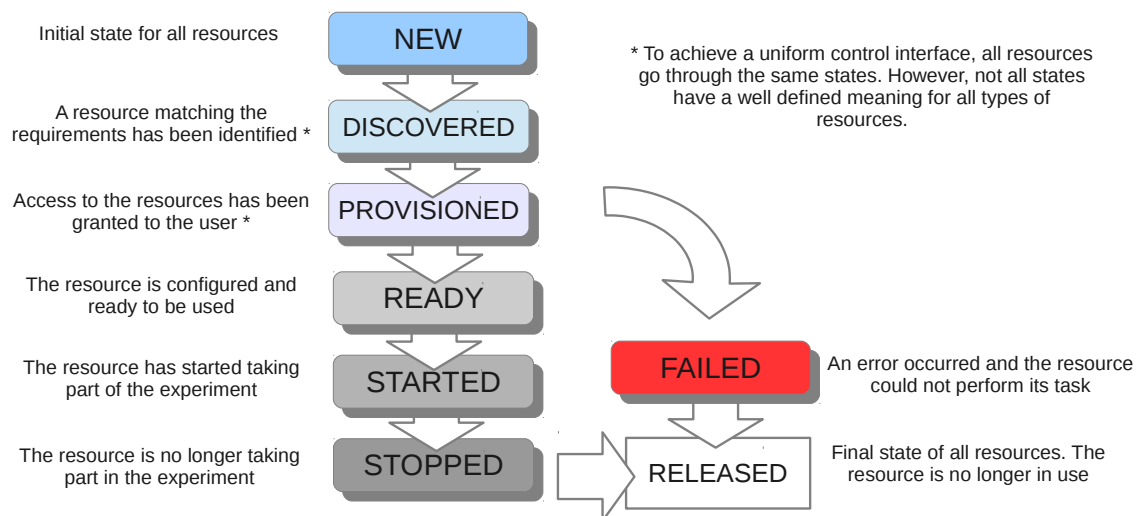 Initial state for all resources
NEW
* To achieve a uniform control interface, all resources
go through the same states. However, not all states
have a well defined meaning for all types of
resources.
A resource matching the
requirements has been identified *
DISCOVERED
Access to the resources has been
granted to the user *
PROVISIONED
The resource is configured and
ready to be used
READY
The resource has started taking
part of the experiment
STARTED
FAILED
An error occurred and the resource
could not perform its task
The resource is no longer taking
part in the experiment
STOPPED
RELEASED
Final state of all resources. The
resource is no longer in use